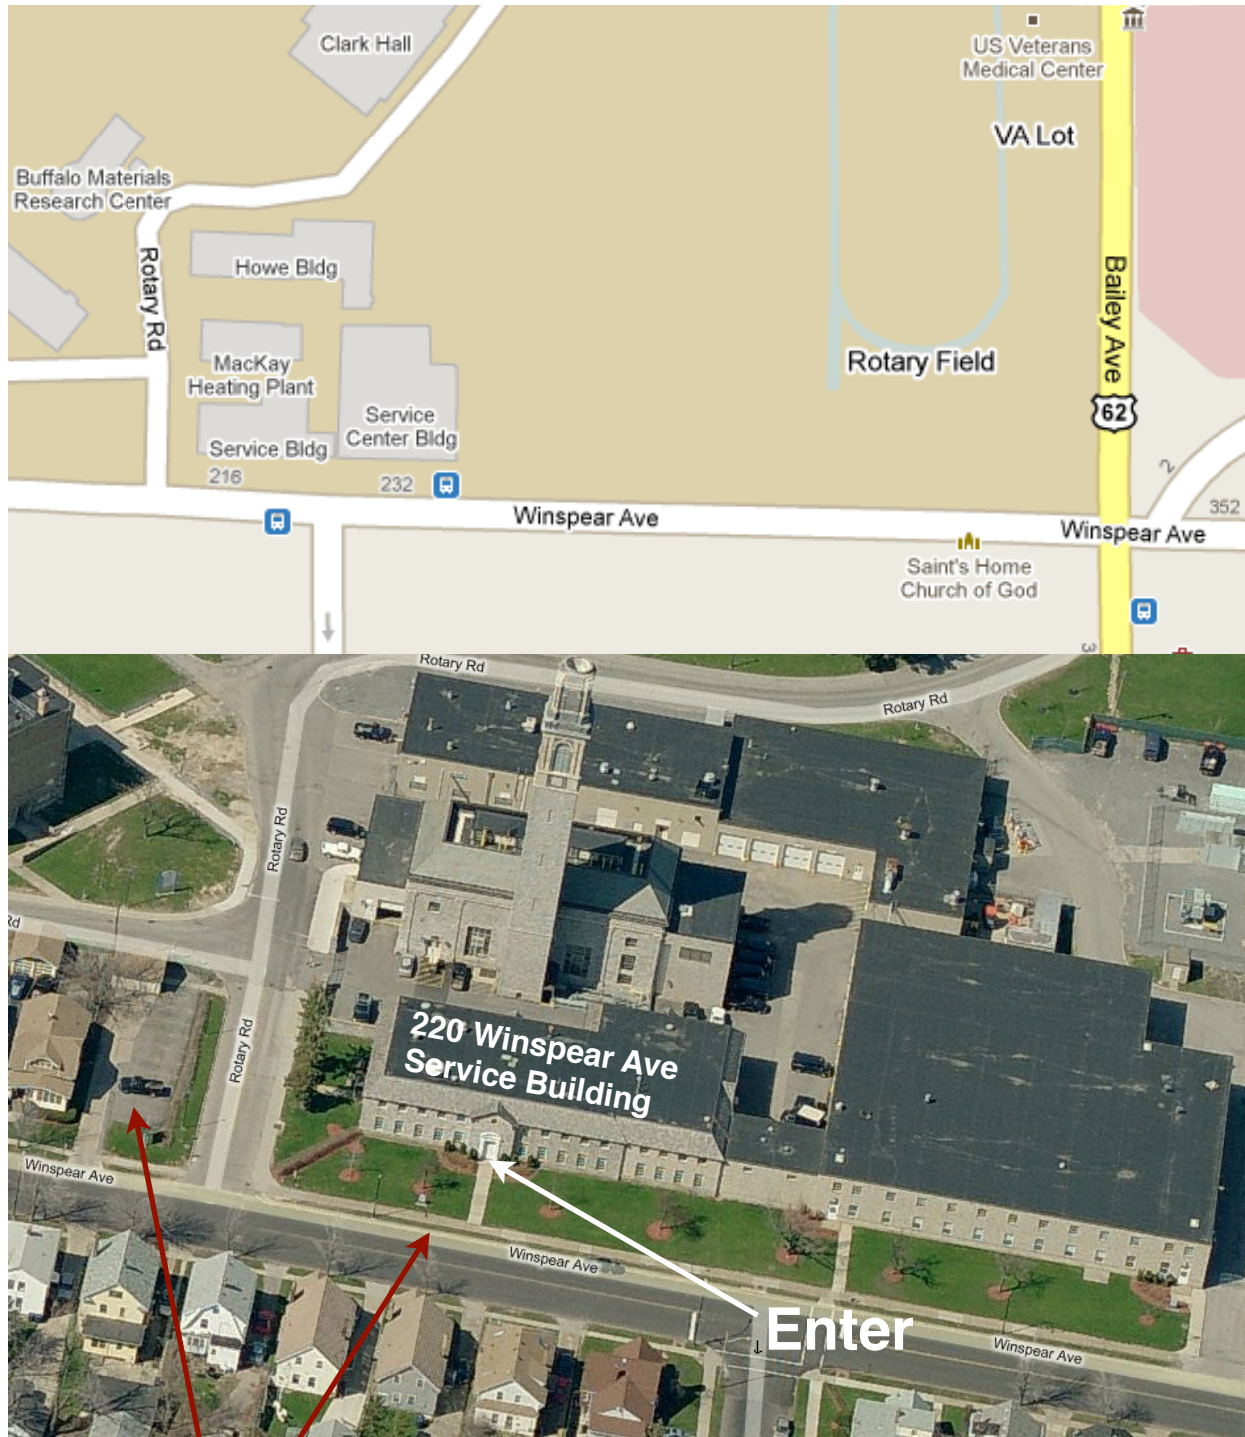 Clark Hall
US Veterans
Medical Center
VA Lot
Buffalo Materials
Research Center
Rotary Rd
Howe Bldg
Bailey Ave
MacKay
Heating Plant
Rotary Field
62
Service
Center Bldg
Service Bldg
216
232
2
352
Winspear Ave
Winspear Ave
Saint's Home
Church of God
3
Rotary Rd
Rotary Rd
Rotary Rd
Rd
220 Winspear Ave
Service Building
Rotary Rd
Winspear Ave
Winspear Ave
Enter
Winspear Ave